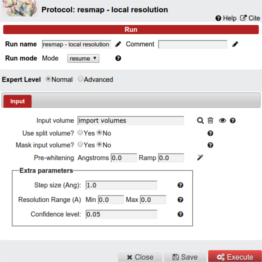 Protocol: resmap - local resolution
Help Cite
Run
Run name resmap - local resolution Comment
Run mode Mode resume
Expert Level Normal Advanced
Input
Input volume import volumes
Use split volume? Yes No
Mask input volume? Yes No
Pre-whitening Angstroms 0.0 Ramp 0.0
Extra parameters
Step size (Ang): 1.0
Resolution Range (A) Min 0.0 Max 0.0
Confidence level: 0.05
Close Save Execute